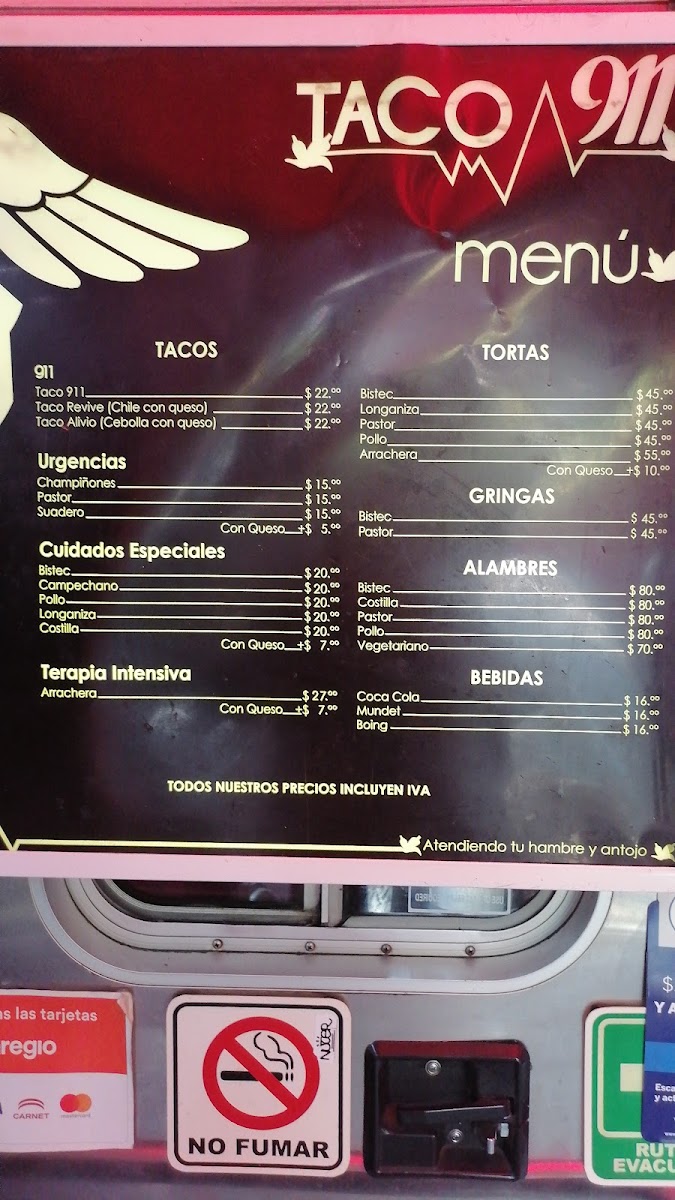 TACO 911
menú
TACOS
911
Taco 911 $ 22.00
Taco Revive (Chile con queso) $ 22.00
Taco Alivio (Cebolla con queso) $ 22.00
Urgencias
Champiñones $ 15.00
Pastor $ 15.00
Suadero $ 15.00
Con Queso +$ 5.00
Cuidados Especiales
Bistec $ 20.00
Campechano $ 20.00
Pollo $ 20.00
Longaniza $ 20.00
Costilla $ 20.00
Con Queso +$ 7.00
Terapia Intensiva
Arrachera $ 27.00
Con Queso +$ 7.00
TORTAS
Bistec $ 45.00
Longaniza $ 45.00
Pastor $ 45.00
Pollo $ 45.00
Arrachera $ 55.00
Con Queso +$ 10.00
GRINGAS
Bistec $ 45.00
Pastor $ 45.00
ALAMBRES
Bistec $ 80.00
Costilla $ 80.00
Pastor $ 80.00
Pollo $ 80.00
Vegetariano $ 70.00
BEBIDAS
Coca Cola $ 16.00
Mundet $ 16.00
Boing $ 16.00
TODOS NUESTROS PRECIOS INCLUYEN IVA
Atendiendo tu hambre y antojo
las tarjetas
regio
CARNET
mastercard
NO FUMAR
$
Y A
Esca
y act
RUT
EVACU